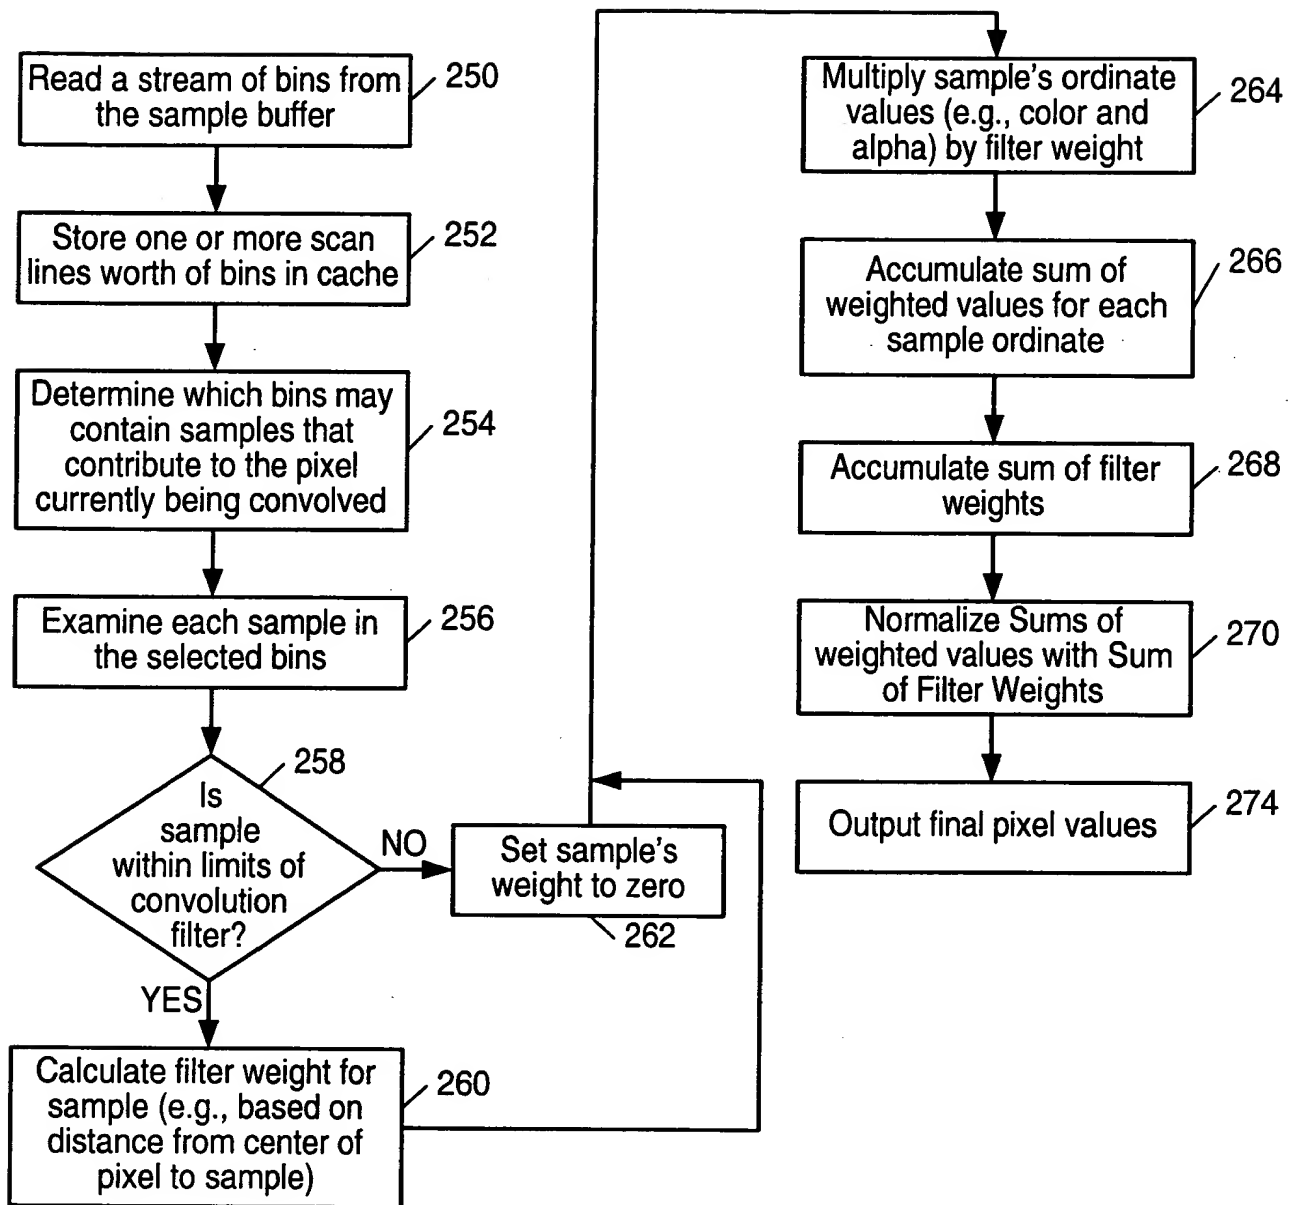 Read a stream of bins from
the sample buffer
250
Store one or more scan
lines worth of bins in cache
252
Determine which bins may
contain samples that
contribute to the pixel
currently being convolved
254
Examine each sample in
the selected bins
256
Is
sample
within limits of
convolution
filter?
258
NO
YES
Set sample's
weight to zero
262
Calculate filter weight for
sample (e.g., based on
distance from center of
pixel to sample)
260
Multiply sample's ordinate
values (e.g., color and
alpha) by filter weight
264
Accumulate sum of
weighted values for each
sample ordinate
266
Accumulate sum of filter
weights
268
Normalize Sums of
weighted values with Sum
of Filter Weights
270
Output final pixel values
274